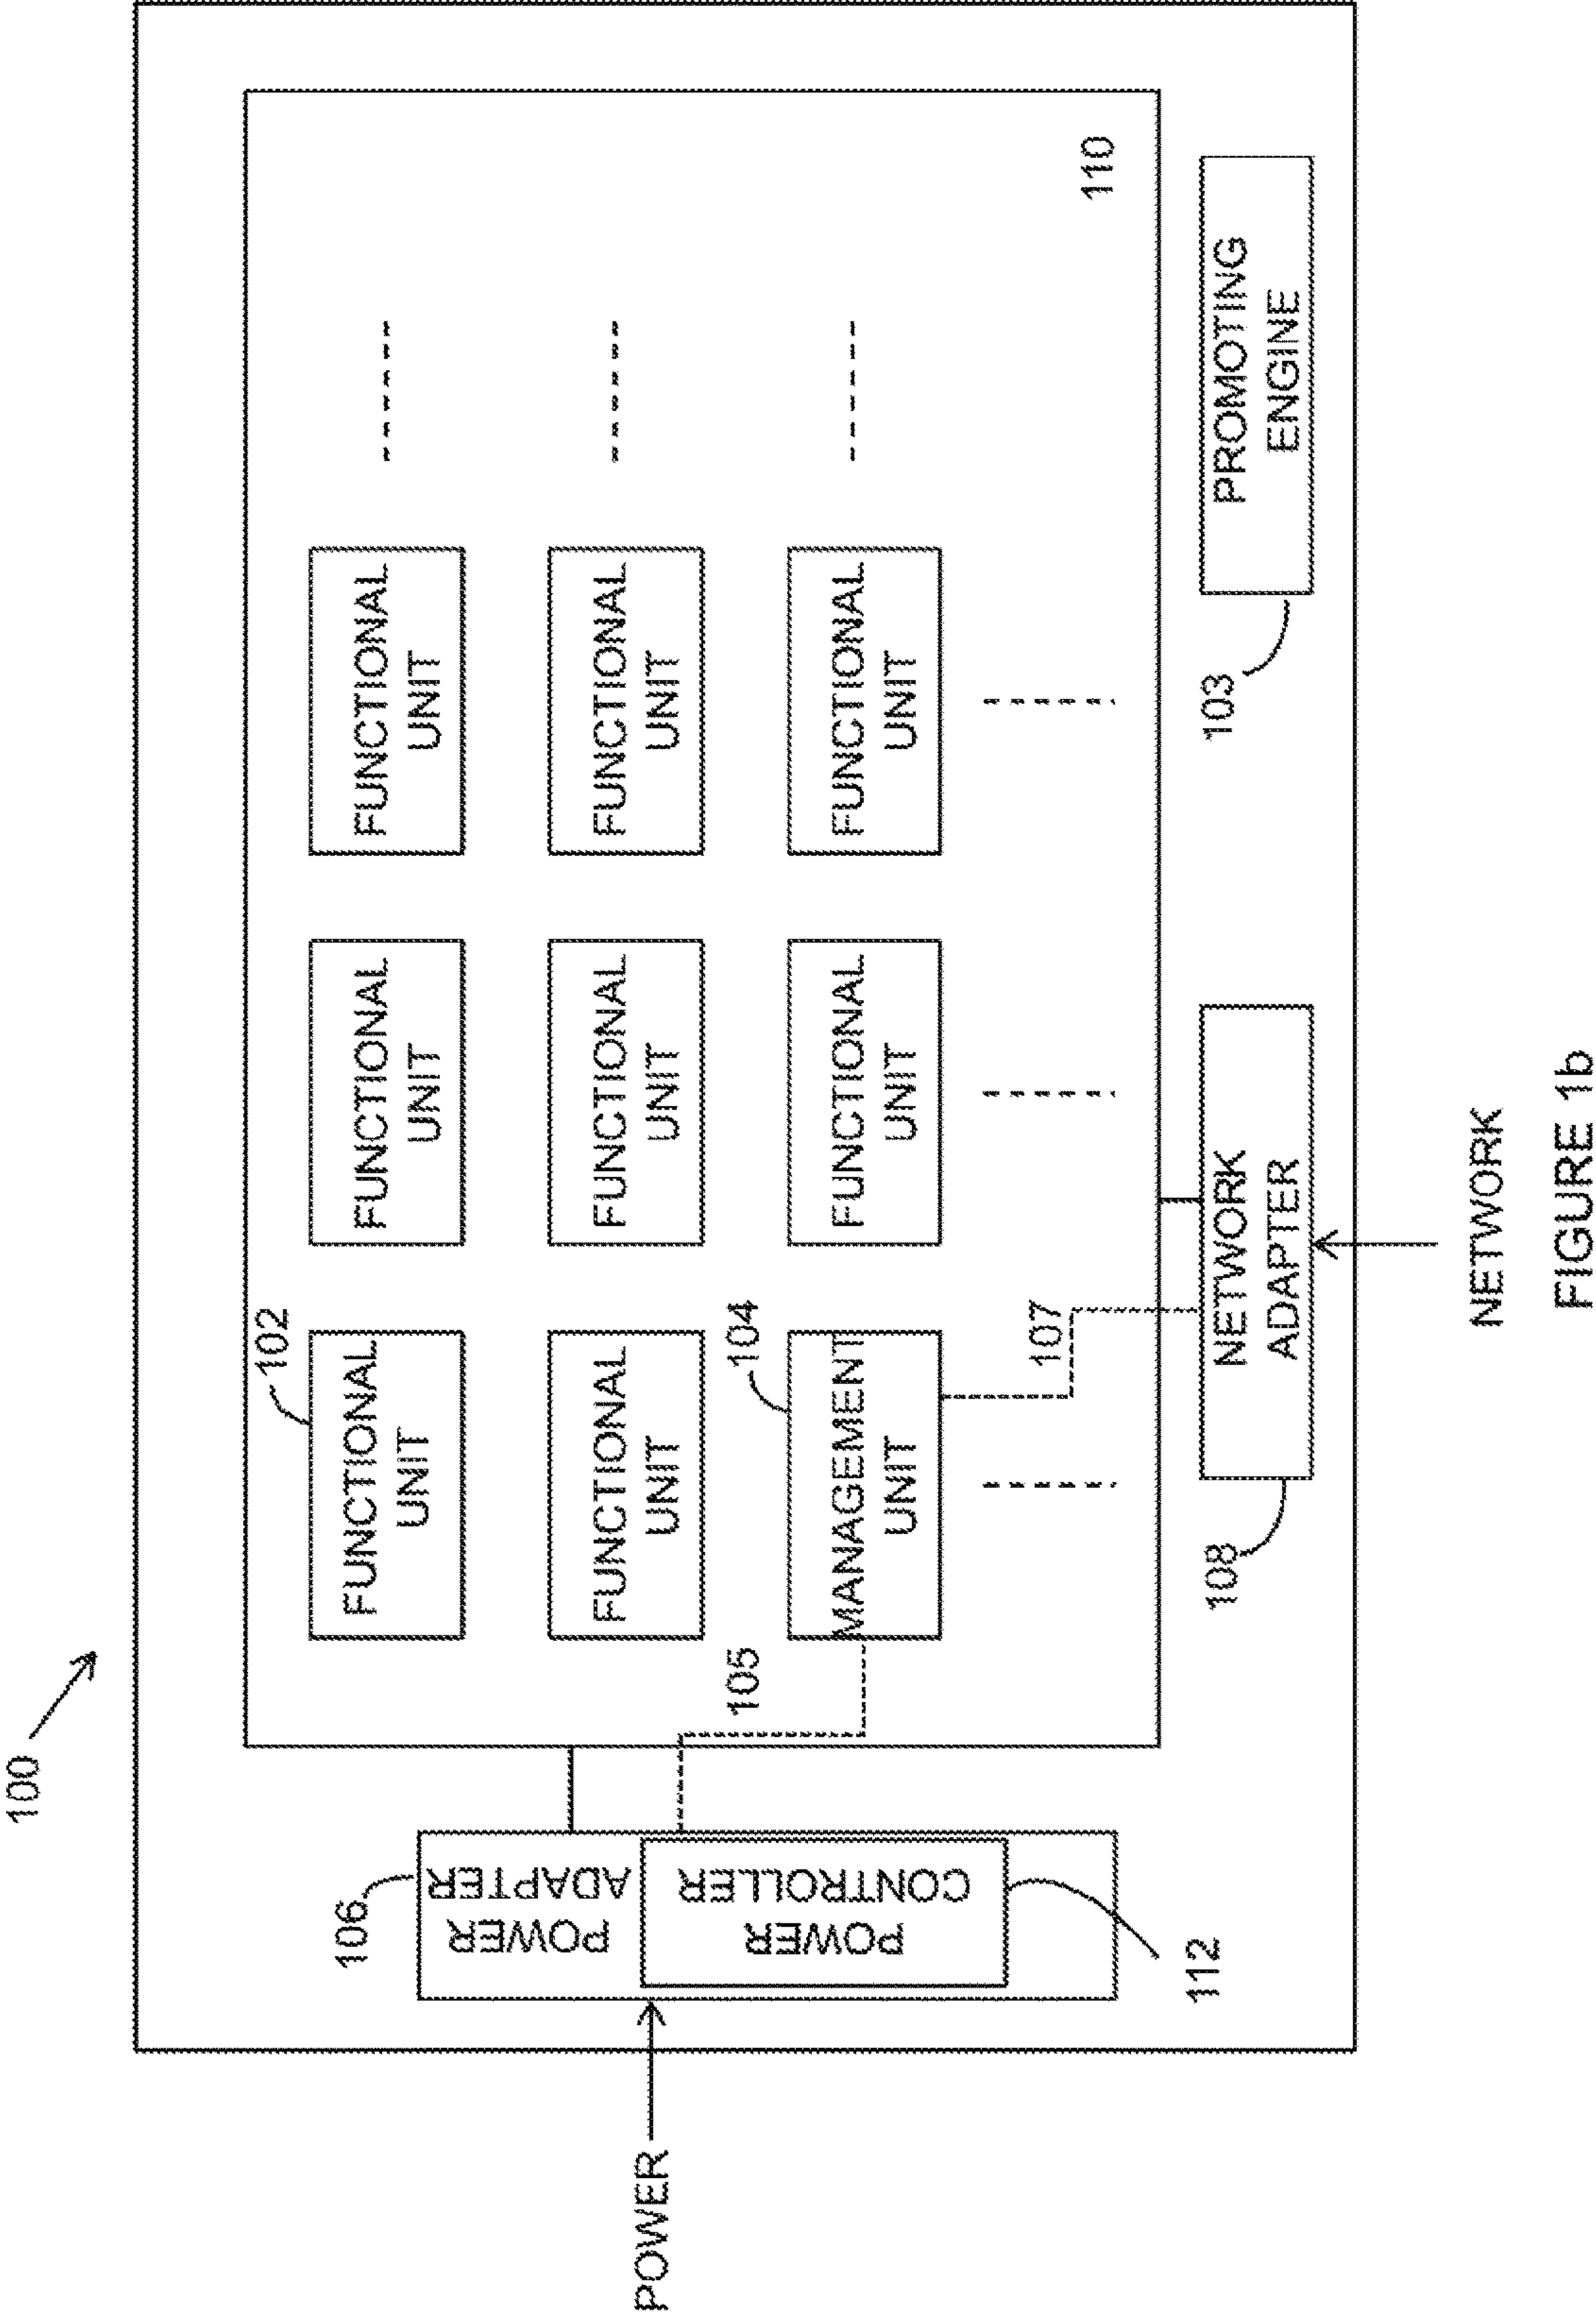 100
106
POWER
ADAPTER
POWER
CONTROLLER
112
POWER
102
FUNCTIONAL
UNIT
FUNCTIONAL
UNIT
FUNCTIONAL
UNIT
FUNCTIONAL
UNIT
FUNCTIONAL
UNIT
FUNCTIONAL
UNIT
105
104
MANAGEMENT
UNIT
FUNCTIONAL
UNIT
FUNCTIONAL
UNIT
107
110
108
NETWORK
ADAPTER
103
PROMOTING
ENGINE
NETWORK
FIGURE 1b